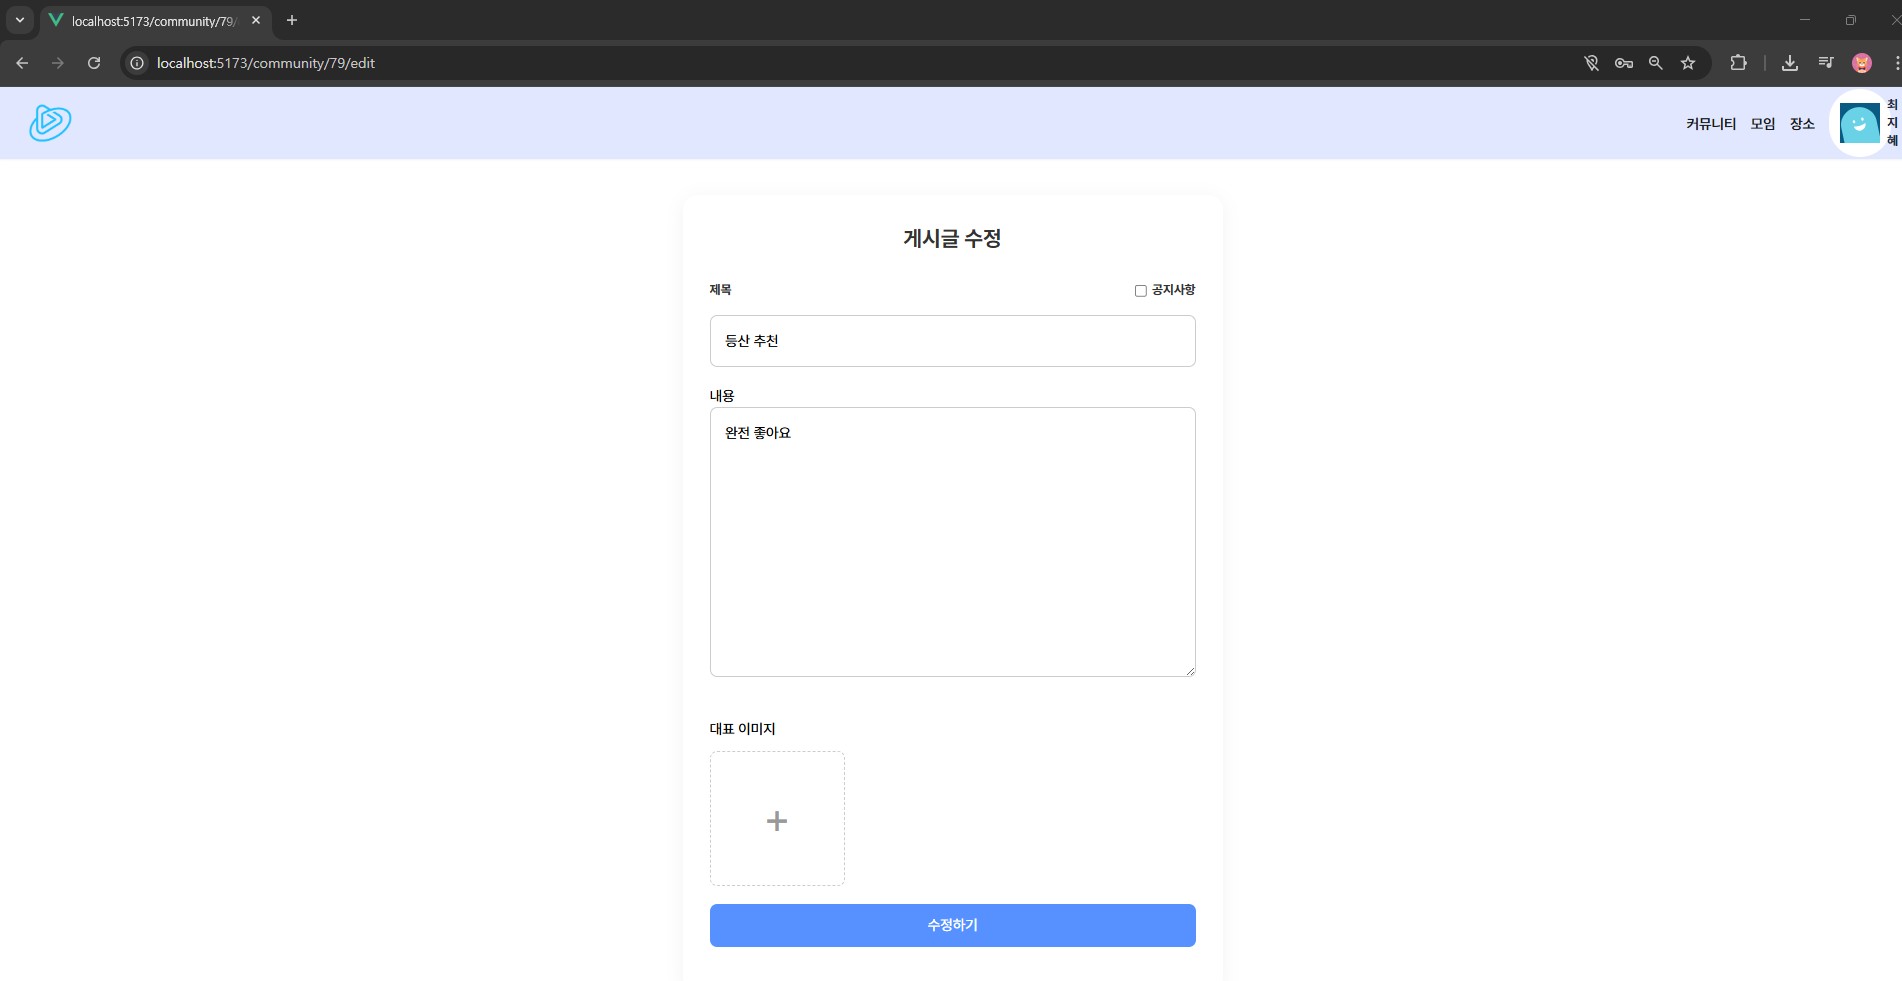 localhost:5173/community/79/
localhost:5173/community/79/edit
커뮤니티 모임 장소
최
지
혜
게시글 수정
제목
공지사항
등산 추천
내용
완전 좋아요
대표 이미지
+
수정하기